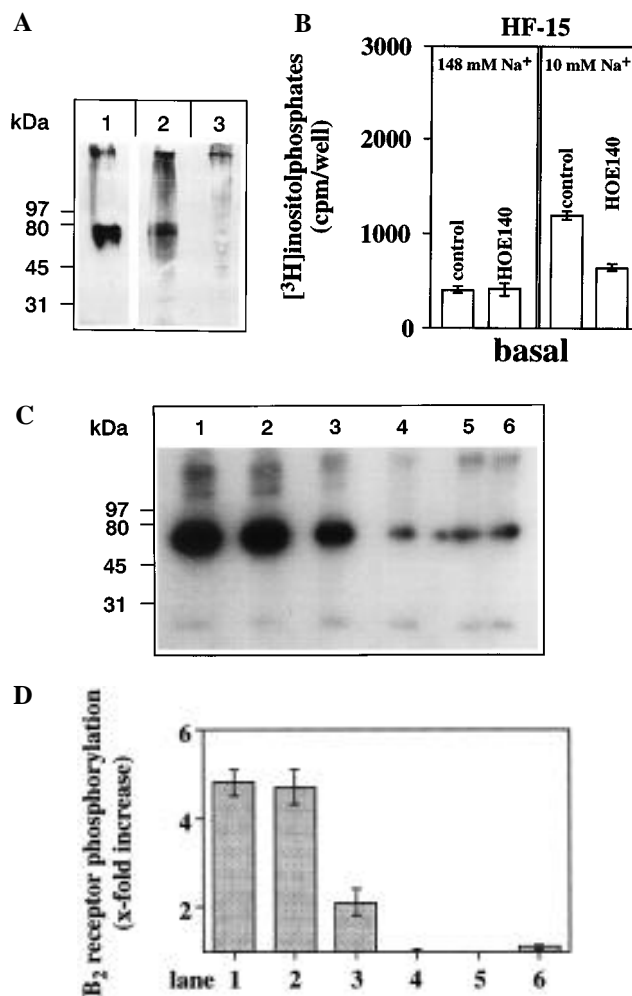 A
kDa
1 2 3
97
80
45
31
B
HF-15
148 mM Na+ 10 mM Na+
[3H]inositolphosphates
(cpm/well)
3000
2000
1000
0
control
HOE140
control
HOE140
basal
C
kDa
1 2 3 4 5 6
97
80
45
31
D
B2 receptor phosphorylation
(x-fold increase)
6
4
2
lane 1 2 3 4 5 6